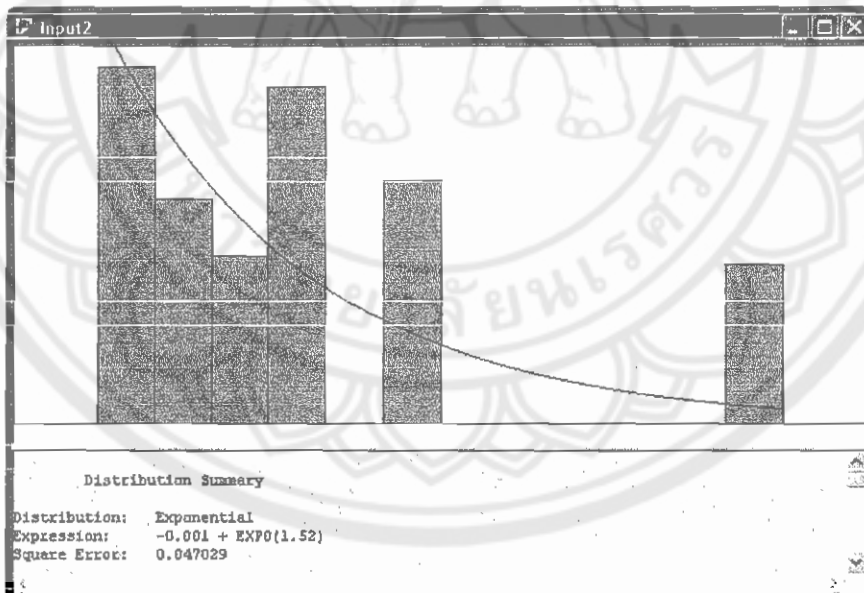 Input2
Distribution Summary
Distribution: Exponential
Expression: -0.001 + EXPO(1.52)
Square Error: 0.047029